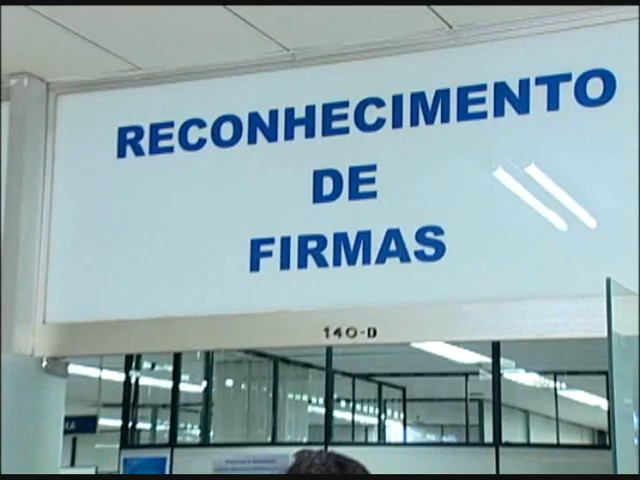 RECONHECIMENTO
DE
FIRMAS
140-D